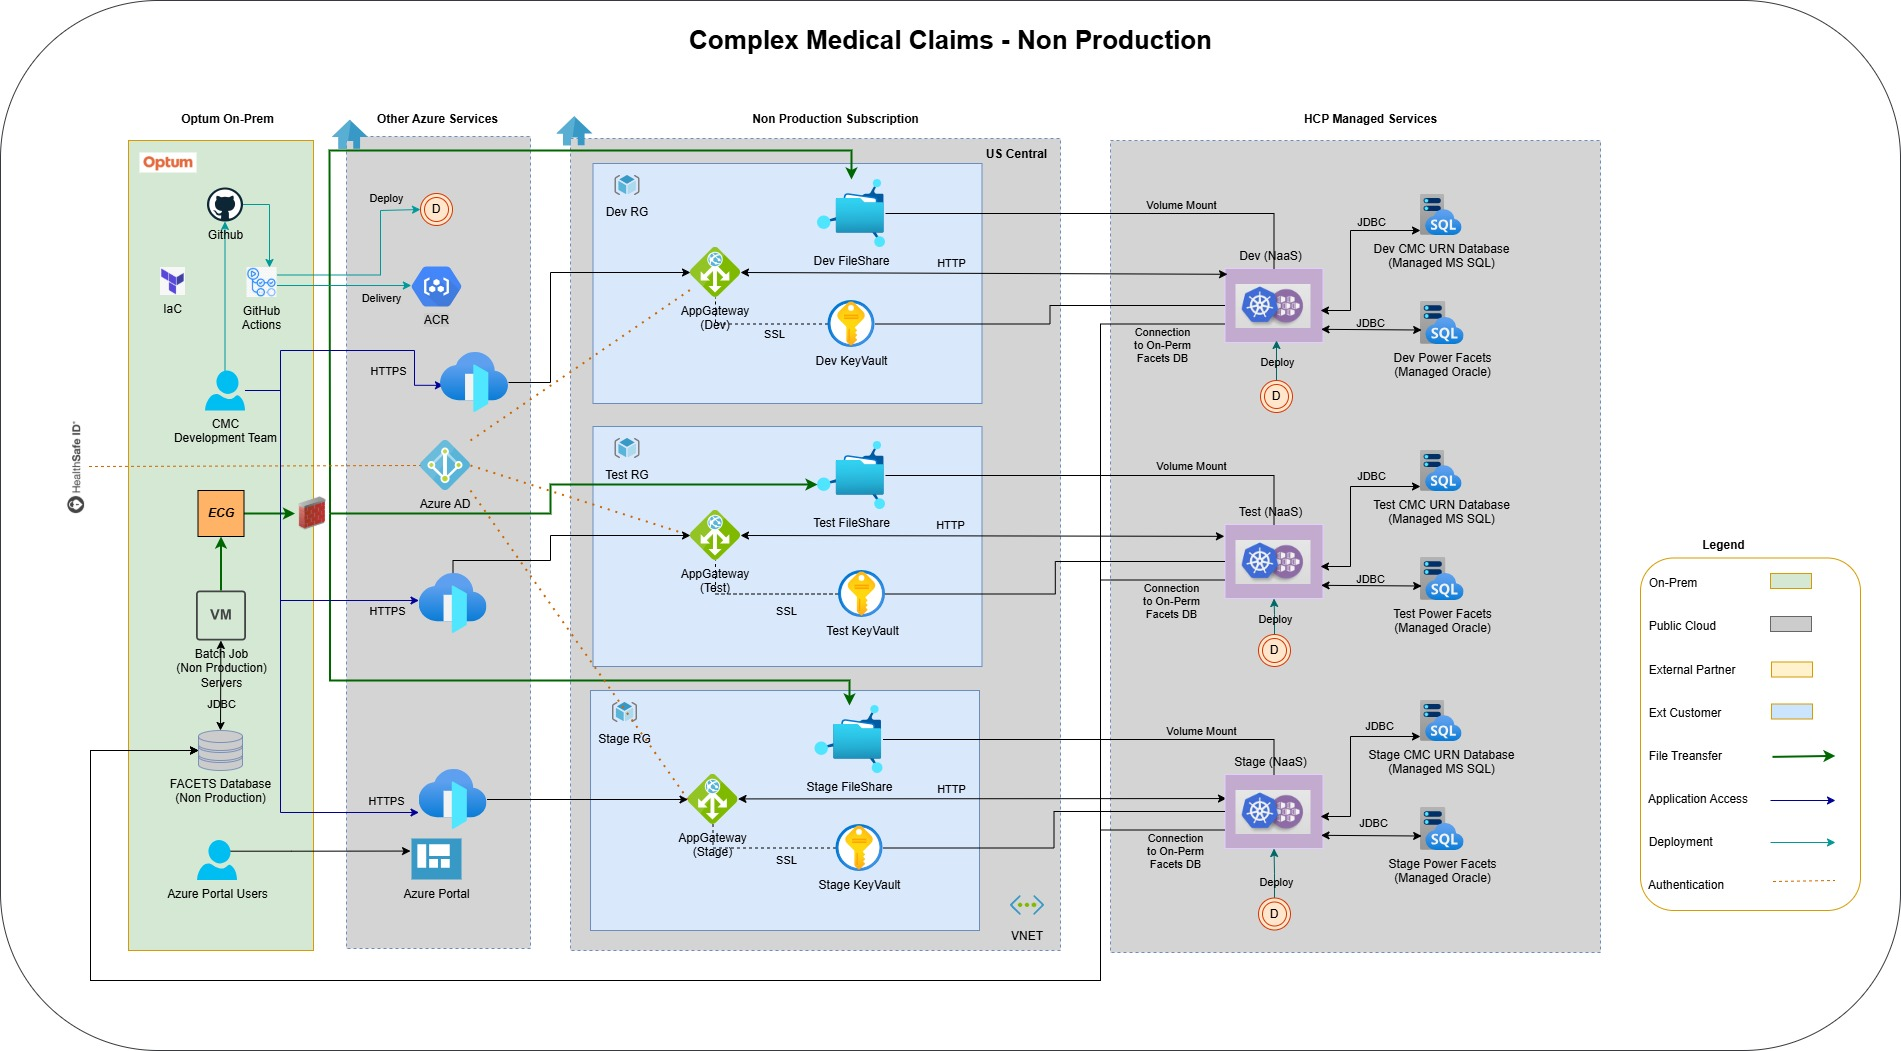 Complex Medical Claims - Non Production
Optum On-Prem
Other Azure Services
Non Production Subscription
HCP Managed Services
Optum
Github
IaC
GitHub
Actions
CMC
Development Team
HealthSafe ID
ECG
VM
Batch Job
(Non Production)
Servers
JDBC
FACETS Database
(Non Production)
Azure Portal Users
Deploy
D
Delivery
ACR
HTTPS
Azure AD
HTTPS
HTTPS
Azure Portal
US Central
Dev RG
Dev FileShare
AppGateway
(Dev)
SSL
Dev KeyVault
HTTP
Test RG
Test FileShare
AppGateway
(Test)
SSL
Test KeyVault
HTTP
Stage RG
Stage FileShare
AppGateway
(Stage)
SSL
Stage KeyVault
HTTP
VNET
Volume Mount
Dev (NaaS)
Connection
to On-Perm
Facets DB
Deploy
D
JDBC
SQL
Dev CMC URN Database
(Managed MS SQL)
JDBC
SQL
Dev Power Facets
(Managed Oracle)
Volume Mount
Test (NaaS)
Connection
to On-Perm
Facets DB
Deploy
D
JDBC
SQL
Test CMC URN Database
(Managed MS SQL)
JDBC
SQL
Test Power Facets
(Managed Oracle)
Volume Mount
Stage (NaaS)
Connection
to On-Perm
Facets DB
Deploy
D
JDBC
SQL
Stage CMC URN Database
(Managed MS SQL)
JDBC
SQL
Stage Power Facets
(Managed Oracle)
Legend
On-Prem
Public Cloud
External Partner
Ext Customer
File Treansfer
Application Access
Deployment
Authentication